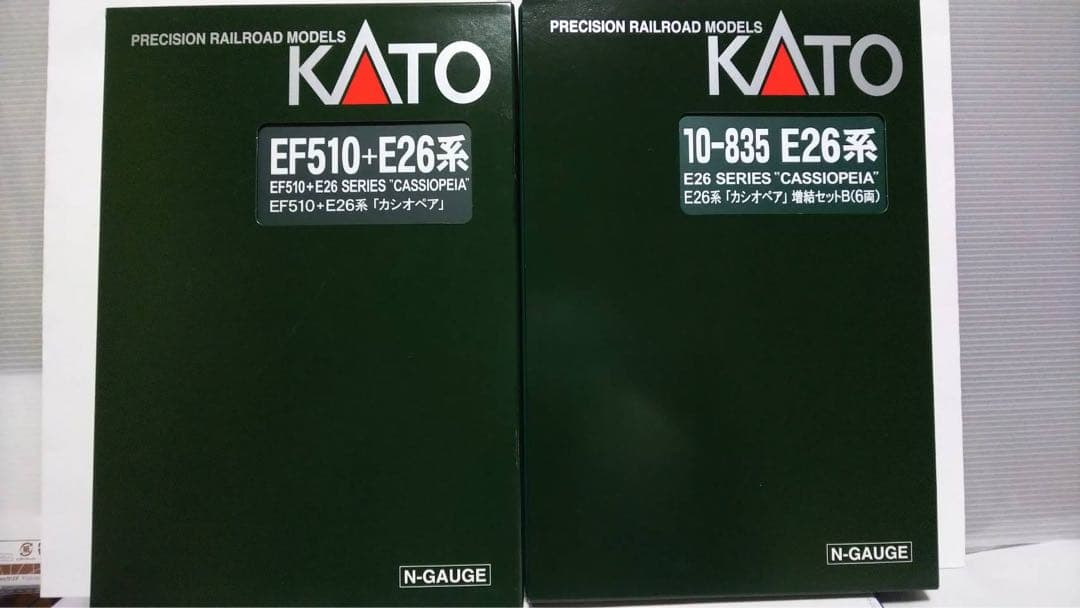 PRECISION RAILROAD MODELS
KATO
EF510+E26系
EF510+E26 SERIES "CASSIOPEIA"
EF510+E26系「カシオペア」
N-GAUGE
PRECISION RAILROAD MODELS
KATO
10-835 E26系
E26 SERIES "CASSIOPEIA"
E26系「カシオペア」増結セットB(6両)
N-GAUGE